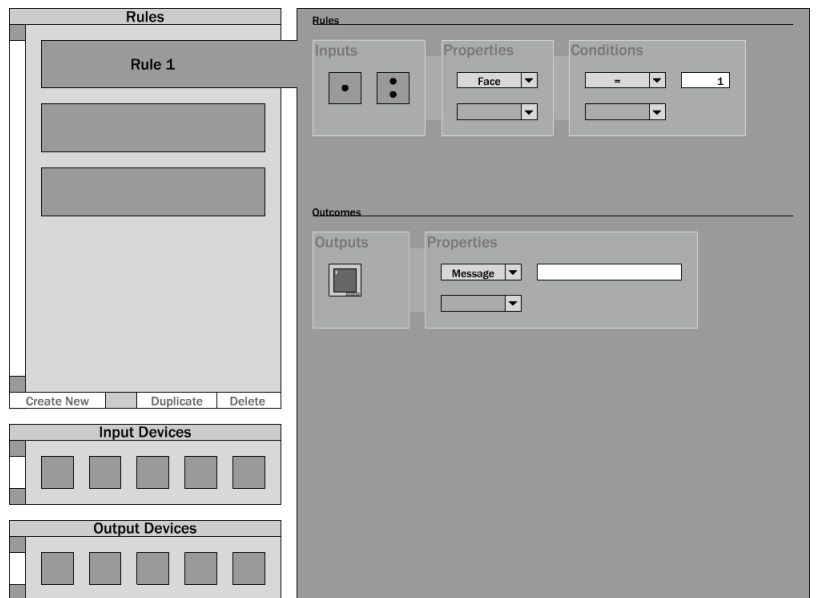 Rules
Rule 1
Create New
Duplicate
Delete
Input Devices
Output Devices
Rules
Inputs
Properties
Conditions
Face
=
1
Outcomes
Outputs
Properties
Message